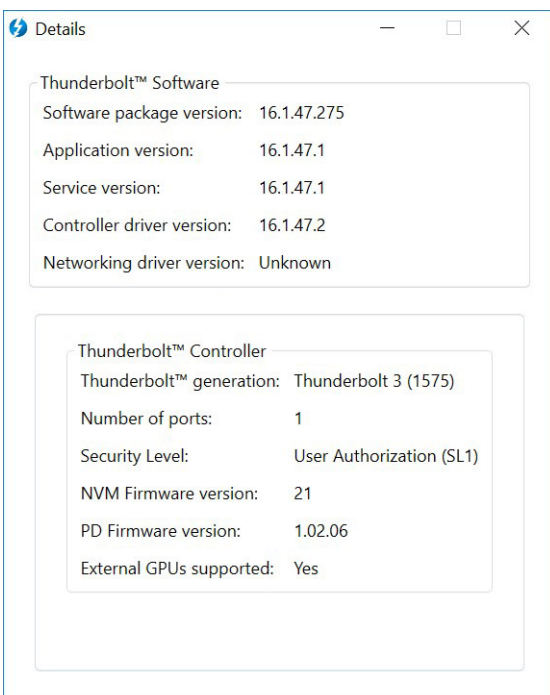 Details
Thunderbolt™ Software
Software package version: 16.1.47.275
Application version: 16.1.47.1
Service version: 16.1.47.1
Controller driver version: 16.1.47.2
Networking driver version: Unknown
Thunderbolt™ Controller
Thunderbolt™ generation: Thunderbolt 3 (1575)
Number of ports: 1
Security Level: User Authorization (SL1)
NVM Firmware version: 21
PD Firmware version: 1.02.06
External GPUs supported: Yes